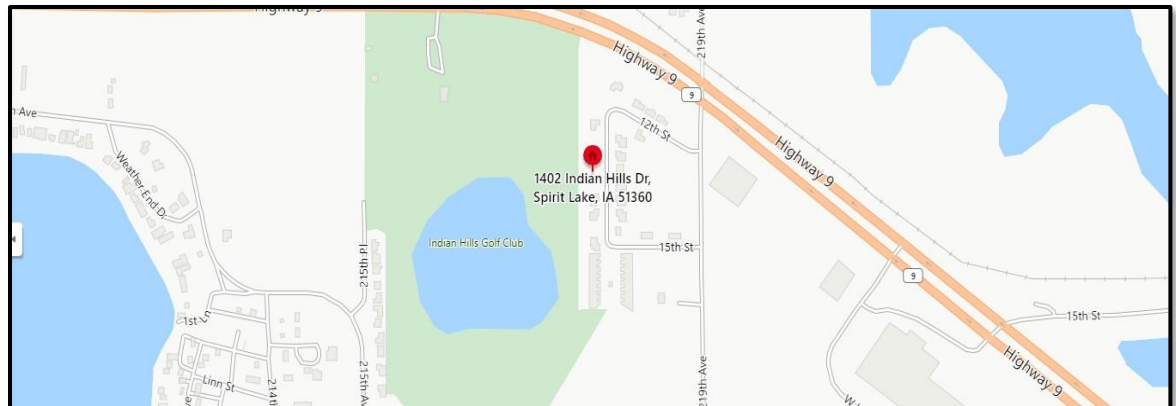 Highway 9
219th Ave
Highway 9
9
n Ave
12th St
Highway 9
Weather End D.
1402 Indian Hills Dr,
Spirit Lake, IA 51360
Indian Hills Golf Club
15th St
215th Pl
9
1st Ln
15th St
Linn St
214th
215th Av
219th Ave
Highway 9